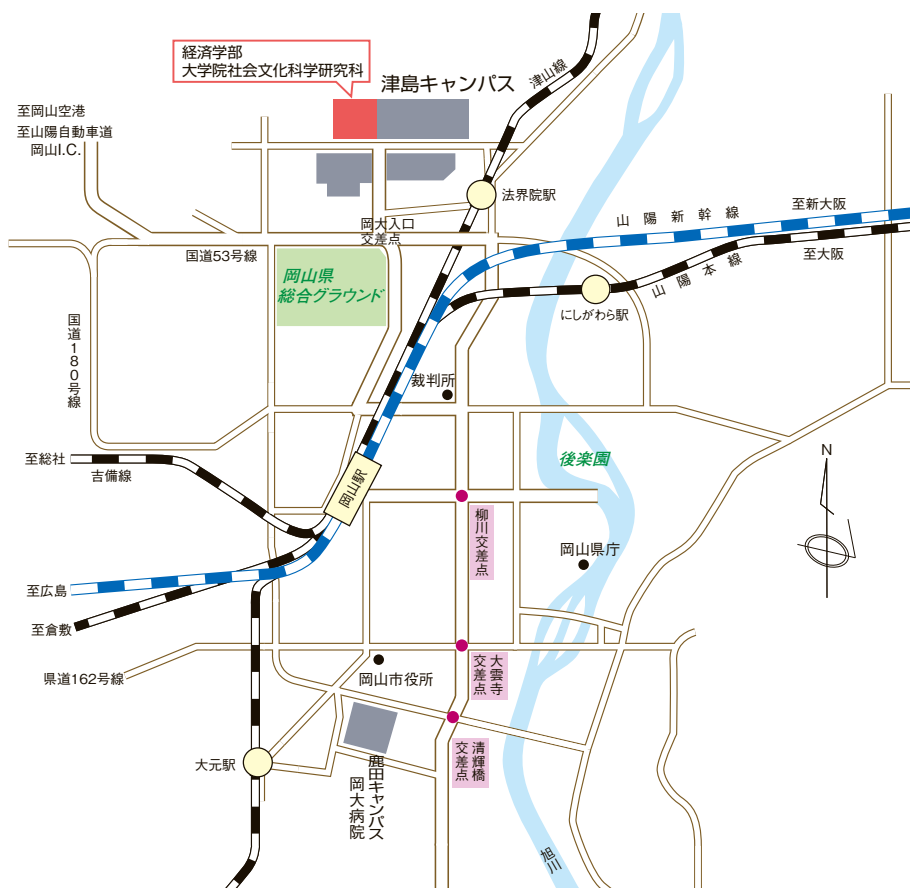 経済学部
大学院社会文化科学研究科
津島キャンパス
津山線
至岡山空港
至山陽自動車道
岡山I.C.
法界院駅
岡大入口
交差点
国道53号線
山陽新幹線
至新大阪
至大阪
山陽本線
岡山県
総合グラウンド
にしがわら駅
国道180号線
裁判所
至総社
吉備線
岡山駅
後楽園
N
柳川交差点
岡山県庁
至広島
至倉敷
県道162号線
岡山市役所
大雲寺
交差点
清輝橋
交差点
大元駅
鹿田キャンパス
岡大病院
旭川